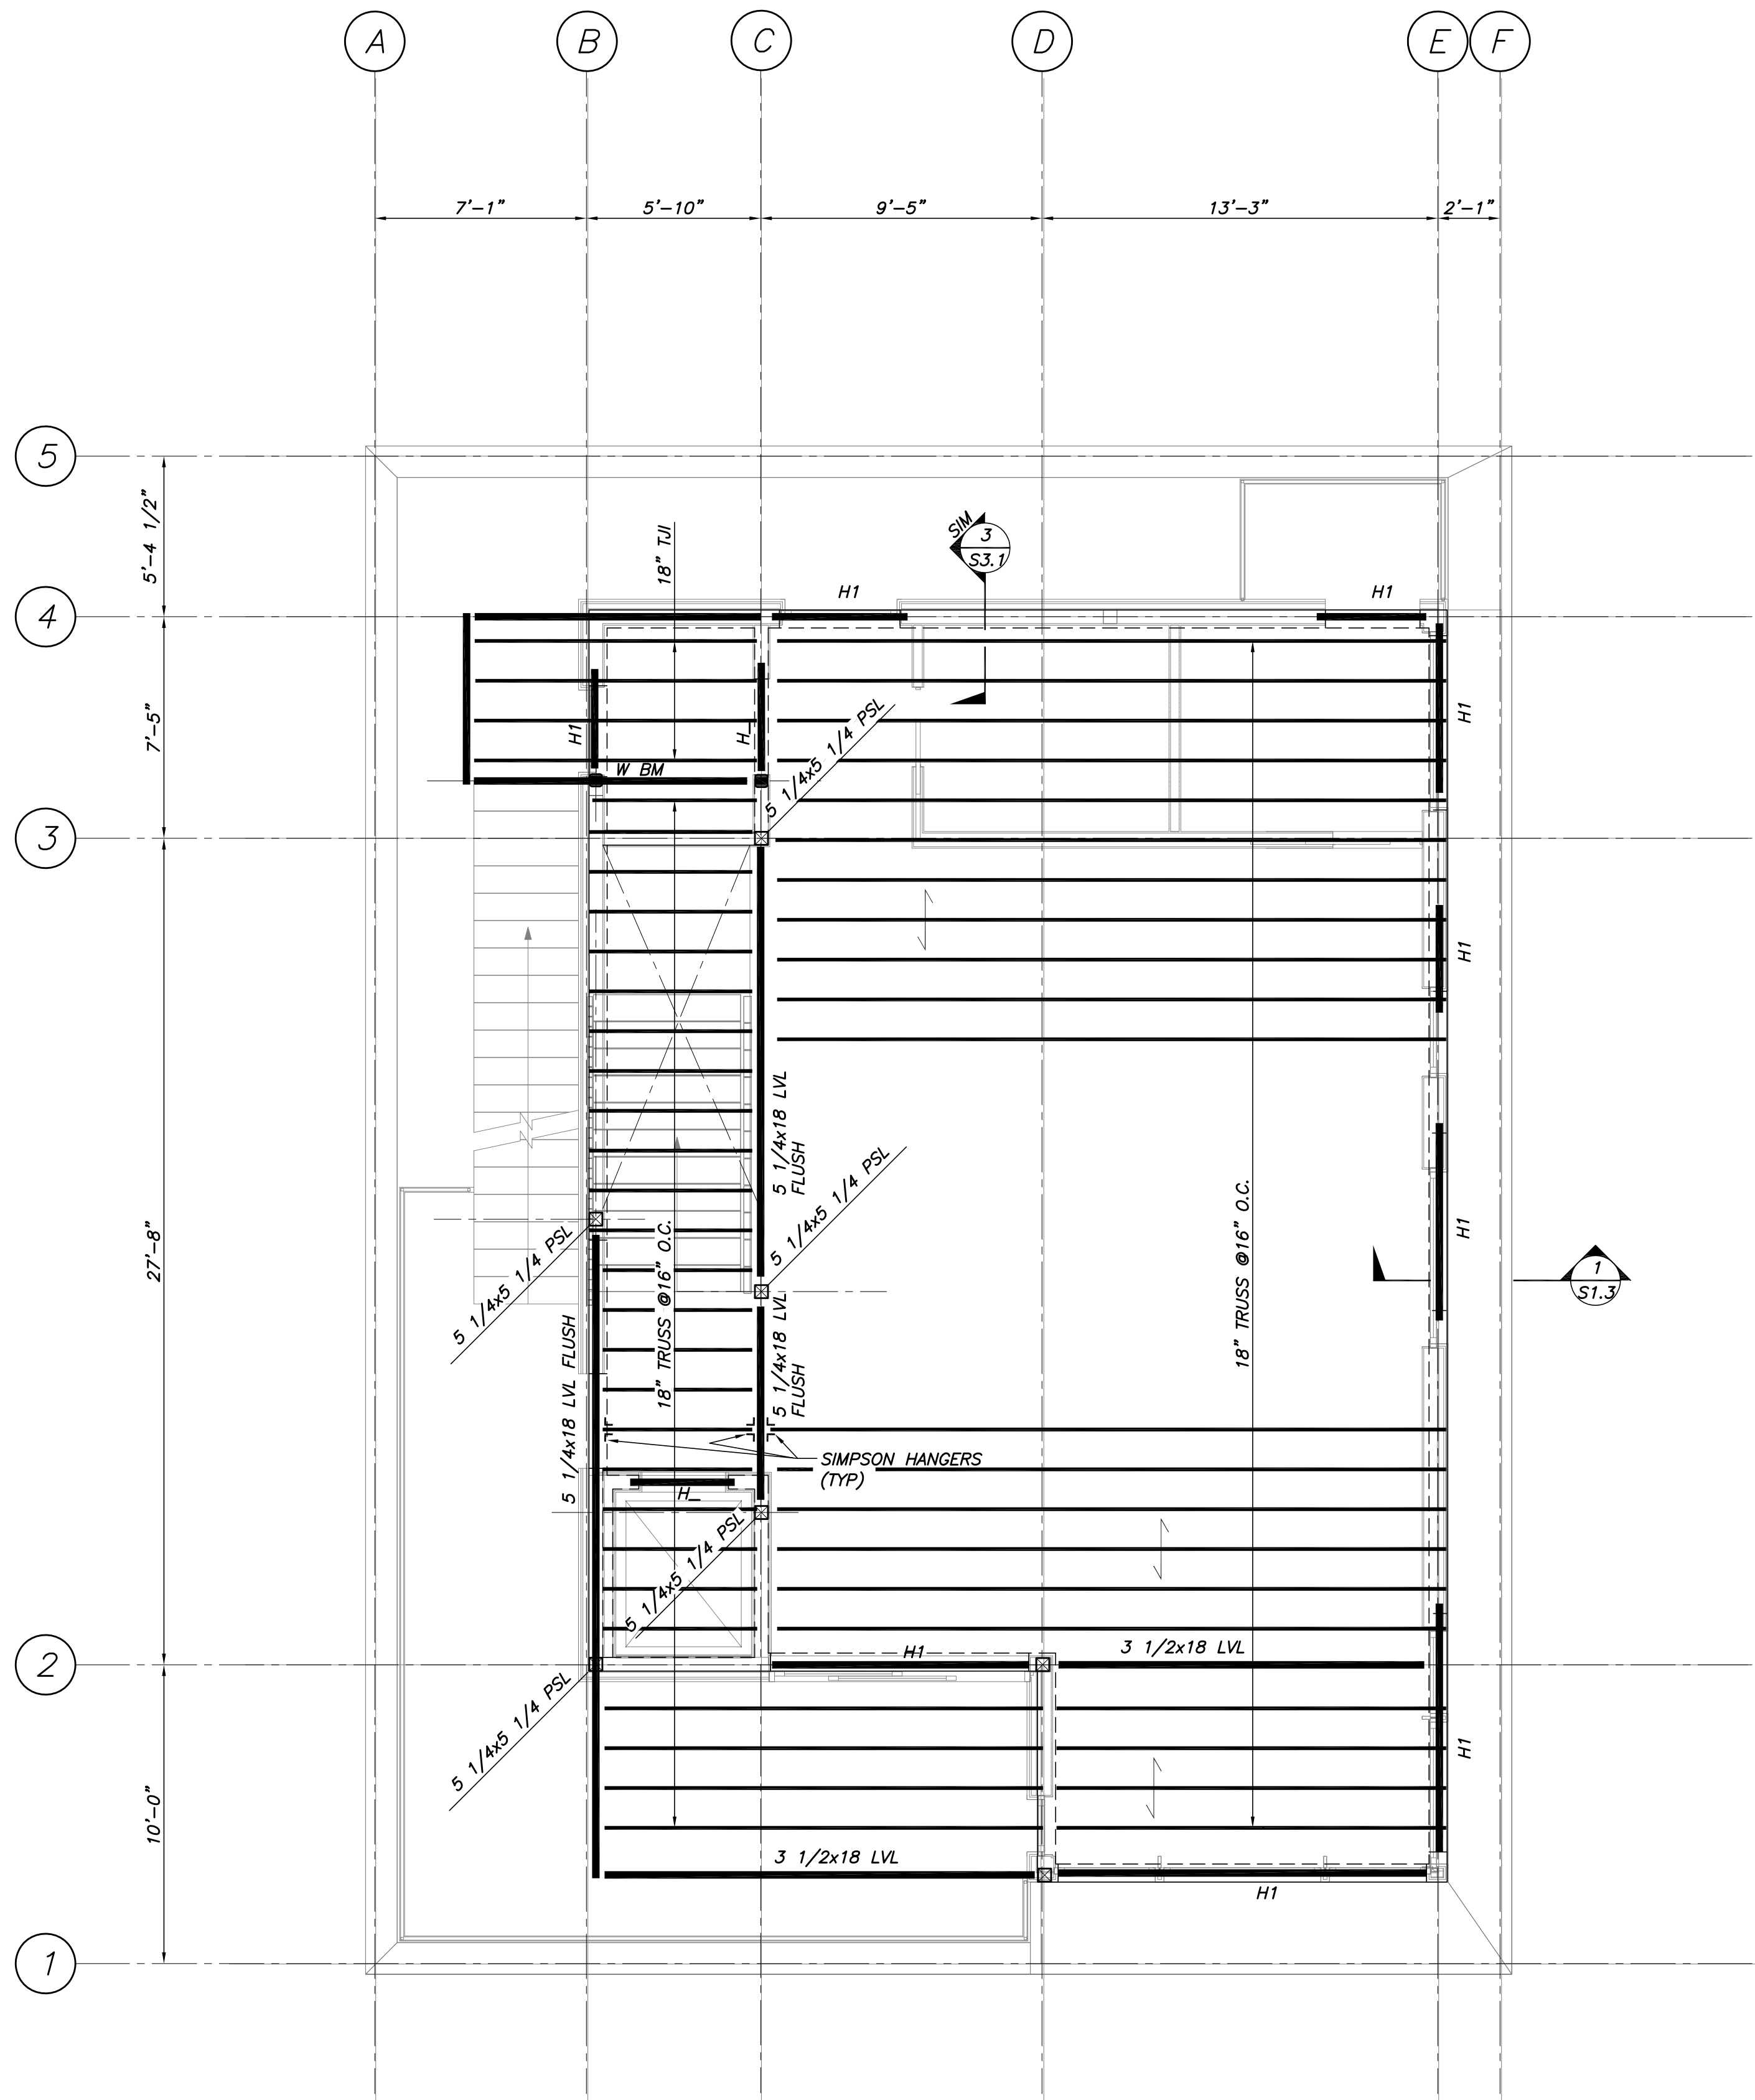 A
B
C
D
E
F
7'-1"
5'-10"
9'-5"
13'-3"
2'-1"
5
5'-4 1/2"
18" TJI
SIM
3
S3.1
H1
H1
4
7'-5"
H1
H_
5 1/4x5 1/4 PSL
H1
W BM
3
H1
5 1/4x18 LVL
FLUSH
5 1/4x5 1/4 PSL
27'-8"
5 1/4x5 1/4 PSL
18" TRUSS @16" O.C.
18" TRUSS @16" O.C.
H1
1
S1.3
5 1/4x18 LVL FLUSH
5 1/4x18 LVL
FLUSH
SIMPSON HANGERS
(TYP)
H_
5 1/4x5 1/4 PSL
2
H1
3 1/2x18 LVL
5 1/4x5 1/4 PSL
H1
10'-0"
3 1/2x18 LVL
H1
1